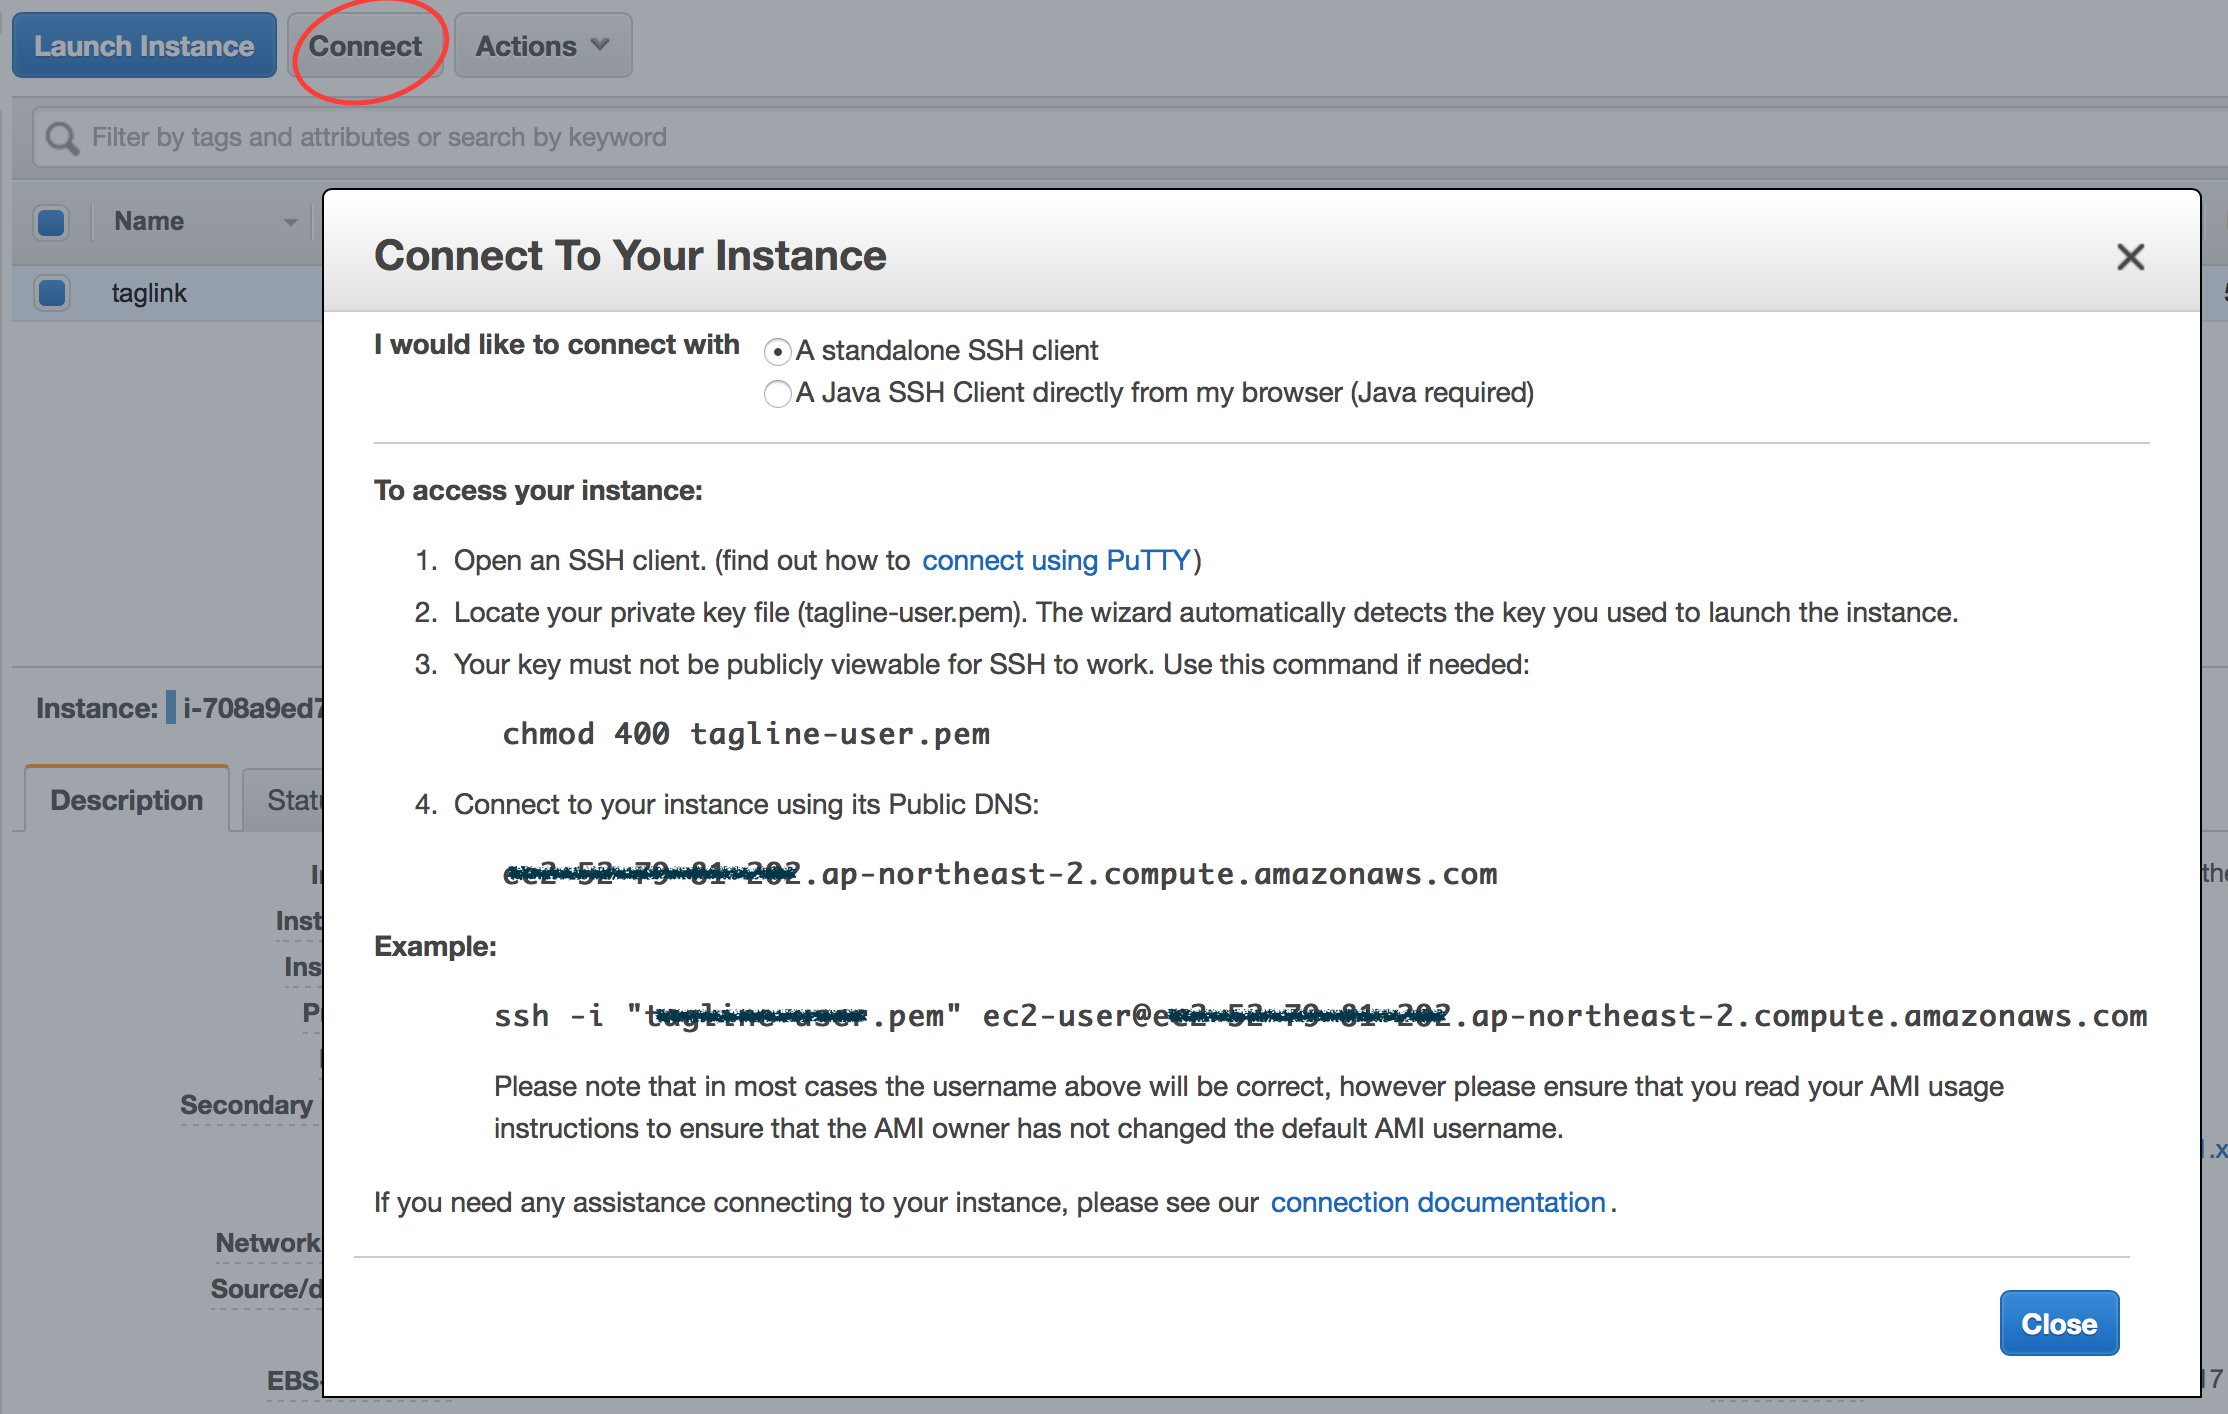 Launch Instance Connect Actions
Filter by tags and attributes or search by keyword
Name
taglink
Connect To Your Instance
I would like to connect with A standalone SSH client
A Java SSH Client directly from my browser (Java required)
To access your instance:
1. Open an SSH client. (find out how to connect using PuTTY)
2. Locate your private key file (tagline-user.pem). The wizard automatically detects the key you used to launch the instance.
3. Your key must not be publicly viewable for SSH to work. Use this command if needed:
Instance: i-708a9ed7
chmod 400 tagline-user.pem
Description Stat
4. Connect to your instance using its Public DNS:
.ap-northeast-2.compute.amazonaws.com
Inst
Example:
Ins
ssh -i " .pem" ec2-user@ .ap-northeast-2.compute.amazonaws.com
Please note that in most cases the username above will be correct, however please ensure that you read your AMI usage
Secondary
instructions to ensure that the AMI owner has not changed the default AMI username.
If you need any assistance connecting to your instance, please see our connection documentation.
Network
Source/d
Close
EBS-
17